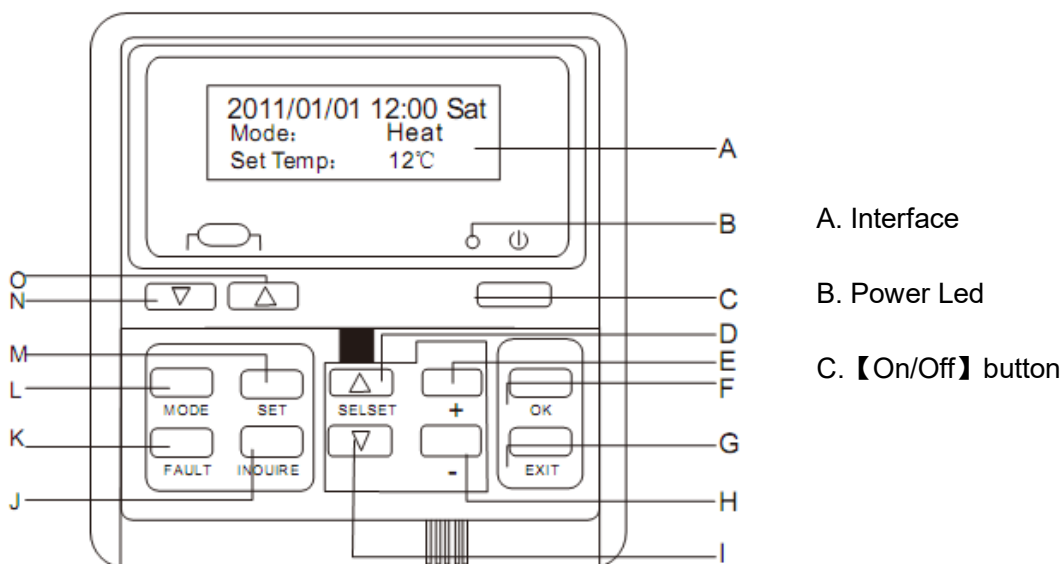 2011/01/01 12:00 Sat
Mode: Heat
Set Temp: 12℃
A
B
C
D
E
F
G
H
I
O
N
M
L
K
J
MODE
SET
FAULT
INQUIRE
SELSET
+
-
OK
EXIT
A. Interface
B. Power Led
C.【On/Off】button